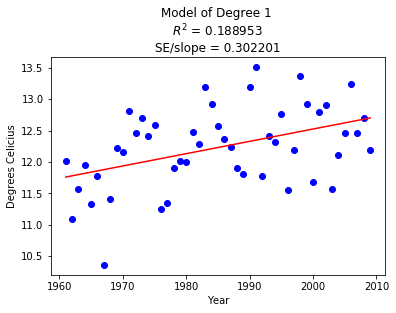 Model of Degree 1
R² = 0.188953
SE/slope = 0.302201
Degrees Celicius
13.5
13.0
12.5
12.0
11.5
11.0
10.5
1960 1970 1980 1990 2000 2010
Year